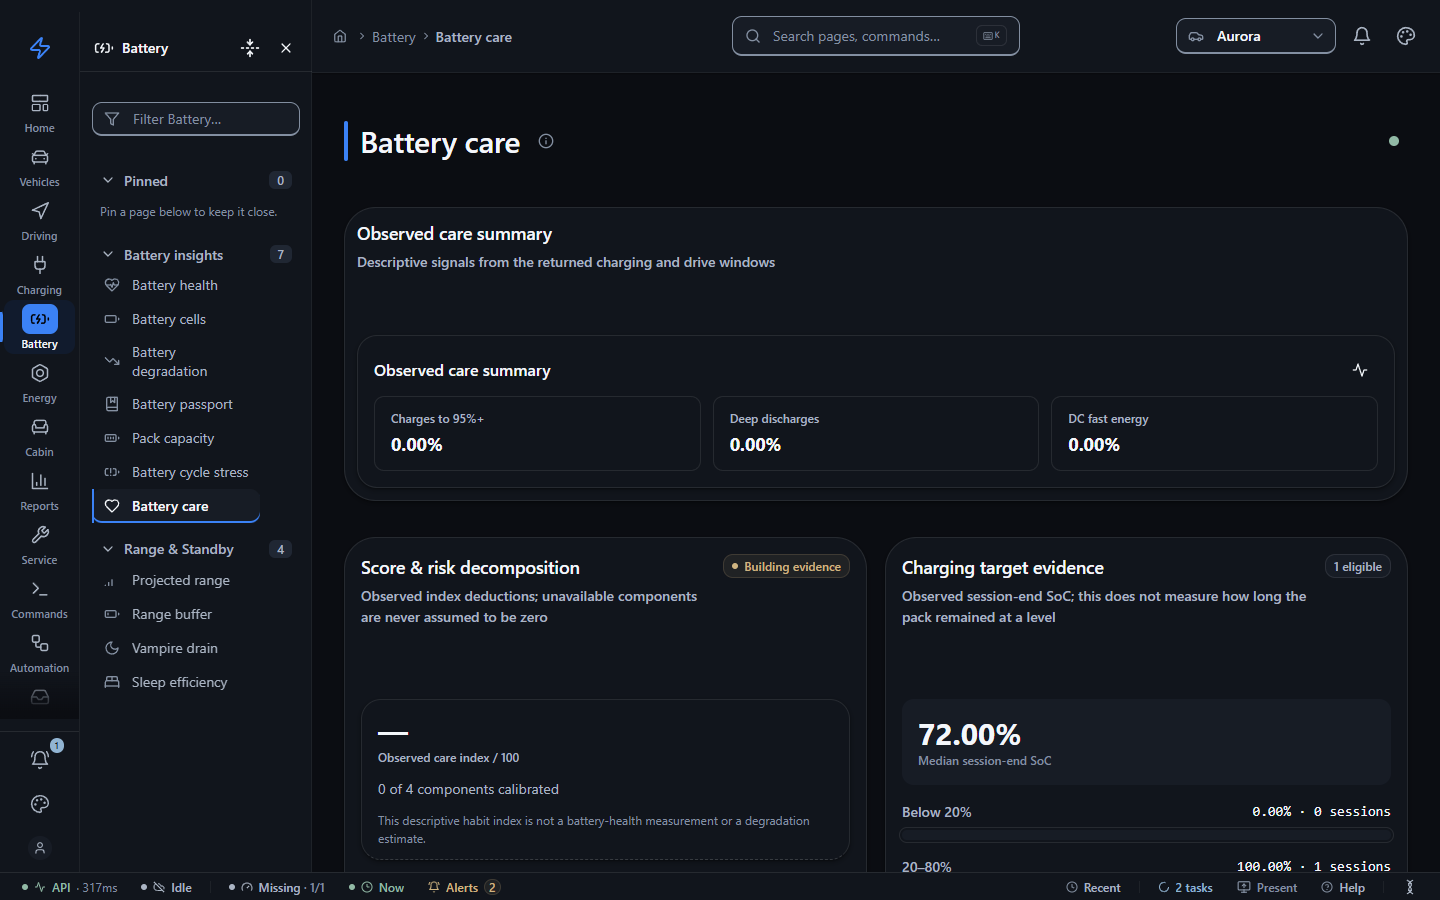 Home
Vehicles
Driving
Charging
Battery
Energy
Cabin
Reports
Service
Commands
Automation
1
Battery
Filter Battery...
Pinned 0
Pin a page below to keep it close.
Battery insights 7
Battery health
Battery cells
Battery
degradation
Battery passport
Pack capacity
Battery cycle stress
Battery care
Range & Standby 4
Projected range
Range buffer
Vampire drain
Sleep efficiency
Battery Battery care
Search pages, commands... K
Aurora
Battery care
Observed care summary
Descriptive signals from the returned charging and drive windows
Observed care summary
Charges to 95%+
0.00%
Deep discharges
0.00%
DC fast energy
0.00%
Score & risk decomposition
Building evidence
Observed index deductions; unavailable components
are never assumed to be zero
—
Observed care index / 100
0 of 4 components calibrated
This descriptive habit index is not a battery-health measurement or a degradation
estimate.
Charging target evidence
1 eligible
Observed session-end SoC; this does not measure how long the
pack remained at a level
72.00%
Median session-end SoC
Below 20% 0.00% · 0 sessions
20–80% 100.00% · 1 sessions
API · 317ms Idle Missing · 1/1 Now Alerts 2 Recent 2 tasks Present Help